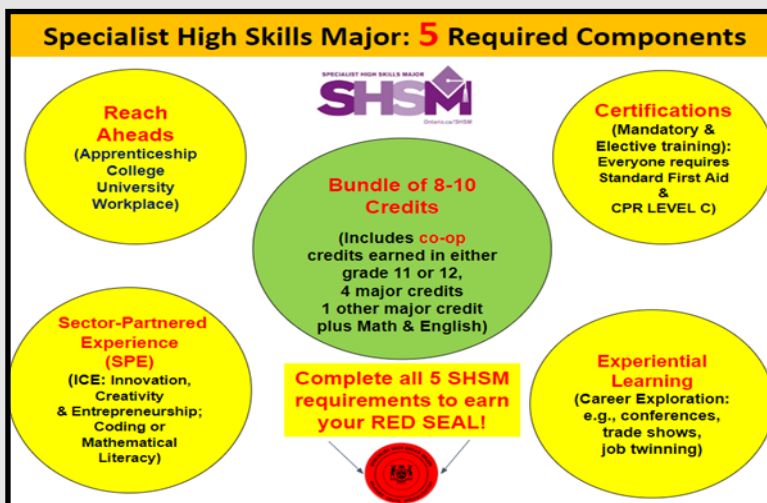 Specialist High Skills Major: 5 Required Components
SPECIALIST HIGH SKILLS MAJOR
SHSM
Ontario.ca/SHSM
Reach
Aheads
(Apprenticeship
College
University
Workplace)
Certifications
(Mandatory &
Elective training):
Everyone requires
Standard First Aid
&
CPR LEVEL C)
Bundle of 8-10
Credits
(Includes co-op
credits earned in either
grade 11 or 12,
4 major credits
1 other major credit
plus Math & English)
Sector-Partnered
Experience
(SPE)
(ICE: Innovation,
Creativity
& Entrepreneurship;
Coding or
Mathematical
Literacy)
Experiential
Learning
(Career Exploration:
e.g., conferences,
trade shows,
job twinning)
Complete all 5 SHSM
requirements to earn
your RED SEAL!